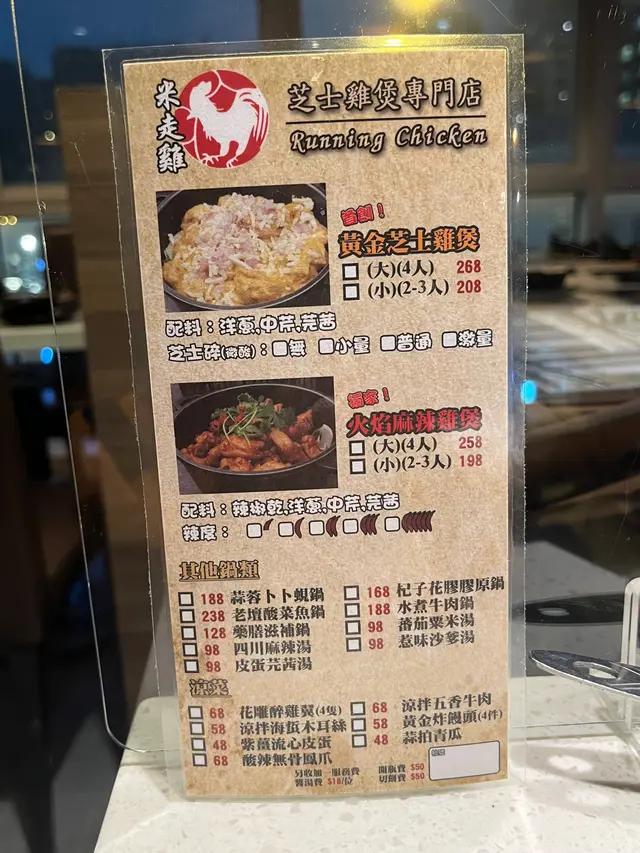 米走雞
芝士雞煲專門店
Running Chicken
首創！
黃金芝士雞煲
(大)(4人) 268
(小)(2-3人) 208
配料：洋蔥,中芹,芫茜
芝士碎(微酸)：無 小量 普通 激量
獨家！
火焰麻辣雞煲
(大)(4人) 258
(小)(2-3人) 198
配料：辣椒乾,洋蔥,中芹,芫茜
辣度：
其他鍋類
188 蒜蓉卜卜蜆鍋
238 老壇酸菜魚鍋
128 藥膳滋補鍋
98 四川麻辣湯
98 皮蛋芫茜湯
168 杞子花膠膠原鍋
188 水煮牛肉鍋
98 蕃茄粟米湯
98 惹味沙爹湯
涼菜
68 花雕醉雞翼(4隻)
58 涼拌海蜇木耳絲
48 紫薑流心皮蛋
68 酸辣無骨鳳爪
68 涼拌五香牛肉
58 黃金炸饅頭(4件)
48 蒜拍青瓜
另收加一服務費
醬湯費 $18/位
開瓶費 $50
切餅費 $50